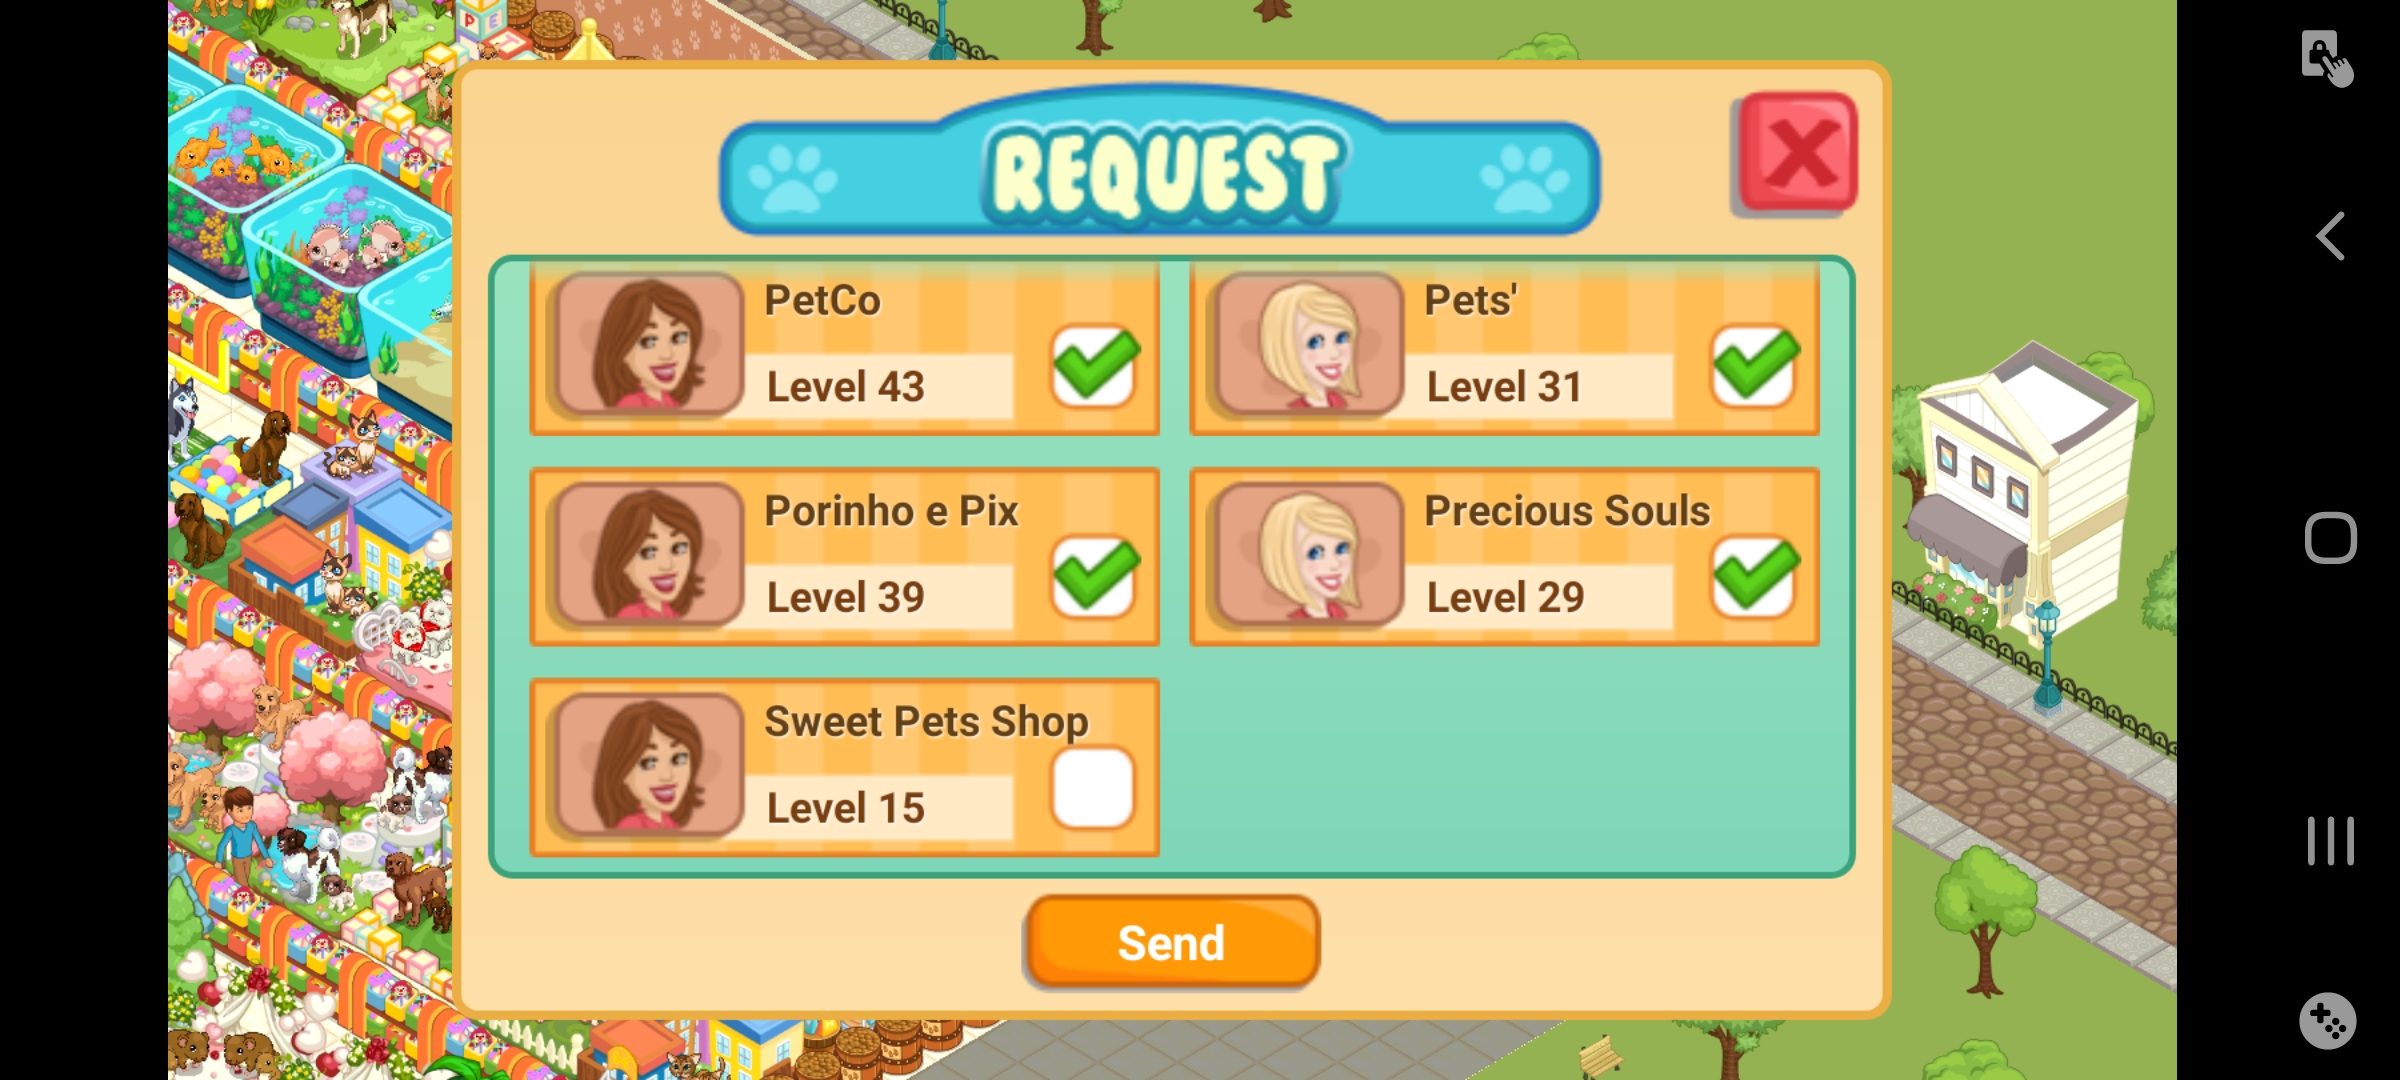 REQUEST
PetCo
Level 43
Pets'
Level 31
Porinho e Pix
Level 39
Precious Souls
Level 29
Sweet Pets Shop
Level 15
Send